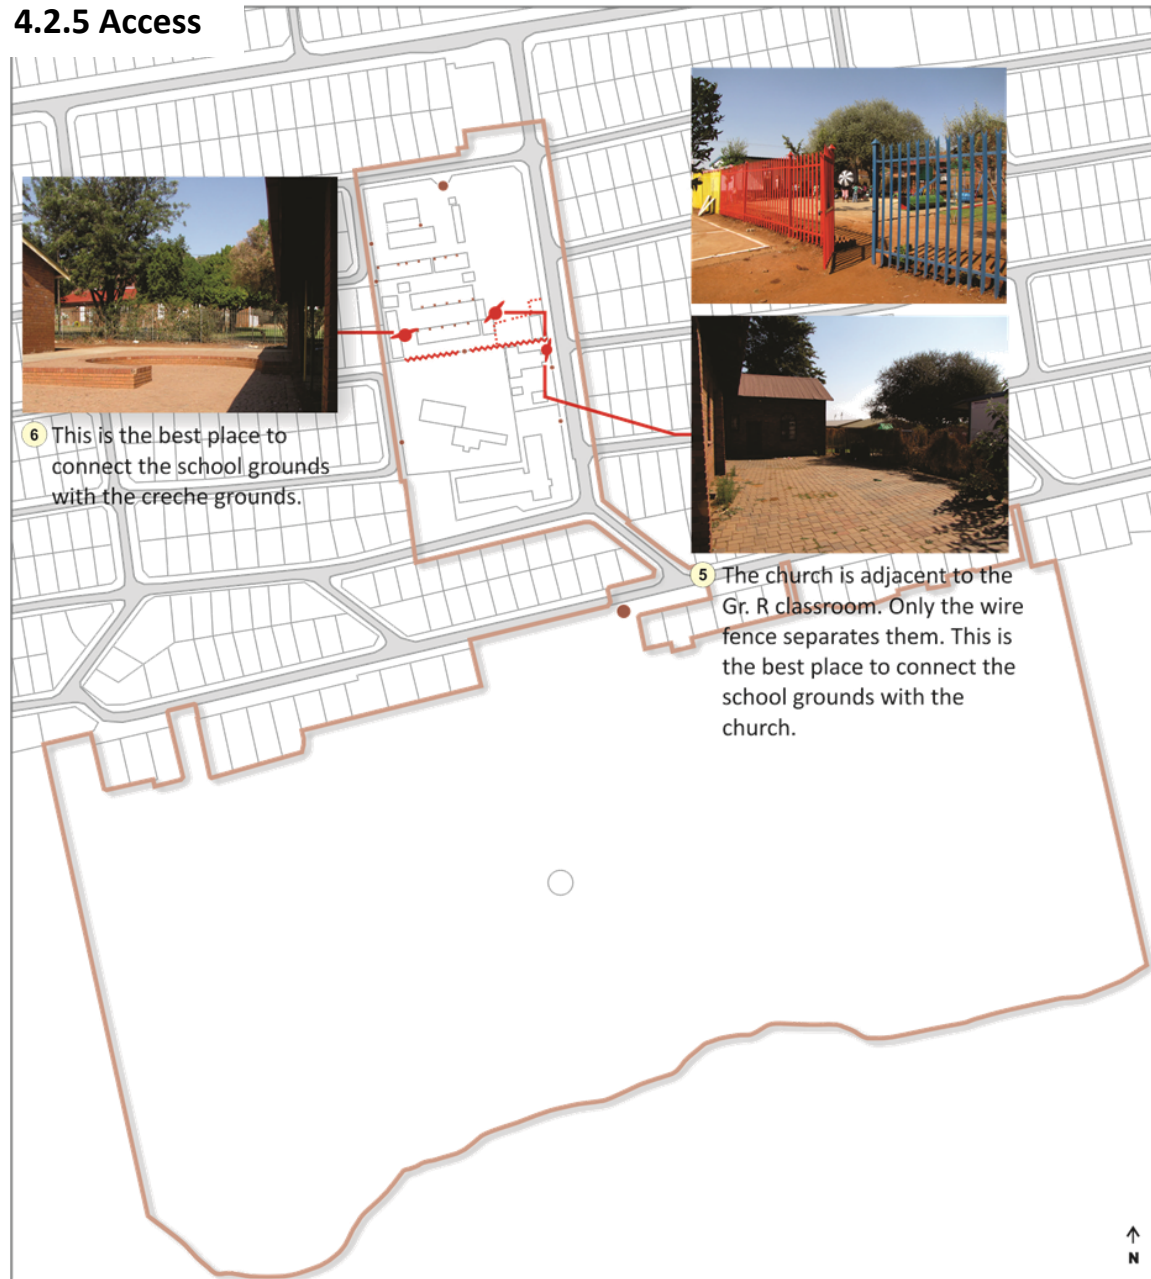 4.2.5 Access
6 This is the best place to
connect the school grounds
with the creche grounds.
5 The church is adjacent to the
Gr. R classroom. Only the wire
fence separates them. This is
the best place to connect the
school grounds with the
church.
N